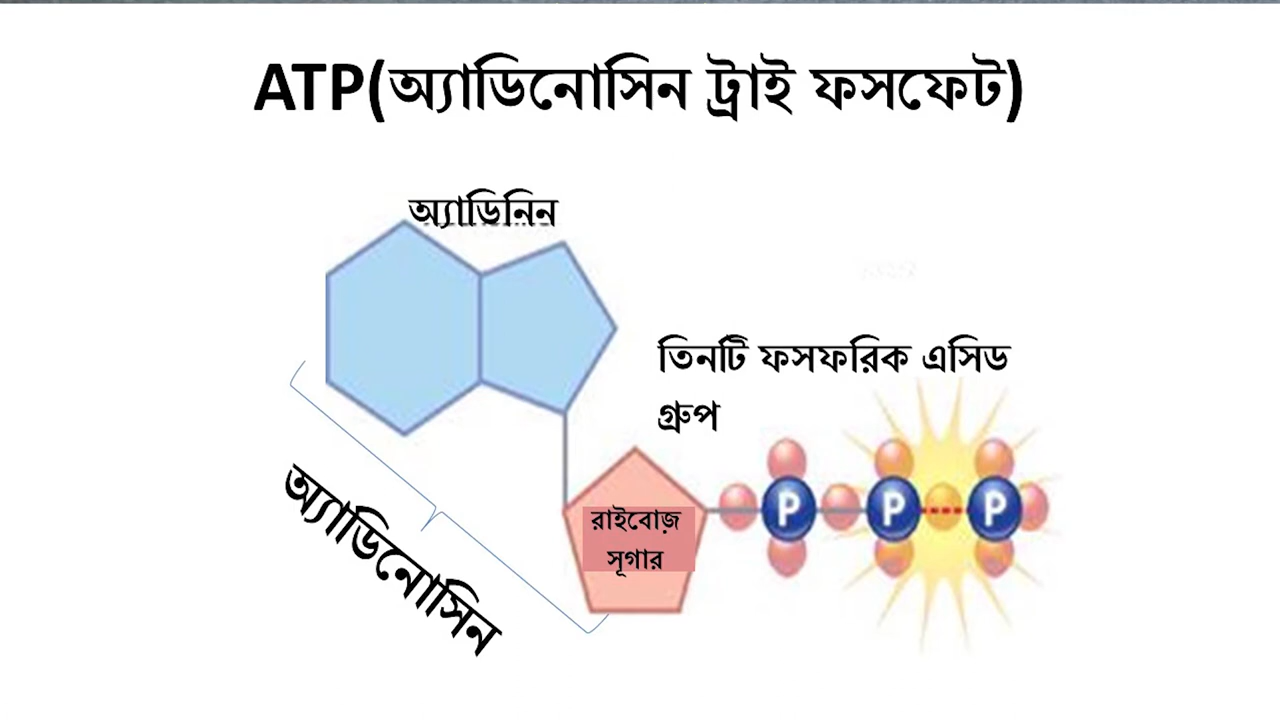 ATP(অ্যাডিনোসিন ট্রাই ফসফেট)
অ্যাডিনিন
তিনটি ফসফরিক এসিড
গ্রুপ
রাইবোজ়
সূগার
P P P
অ্যাডিনোসিন